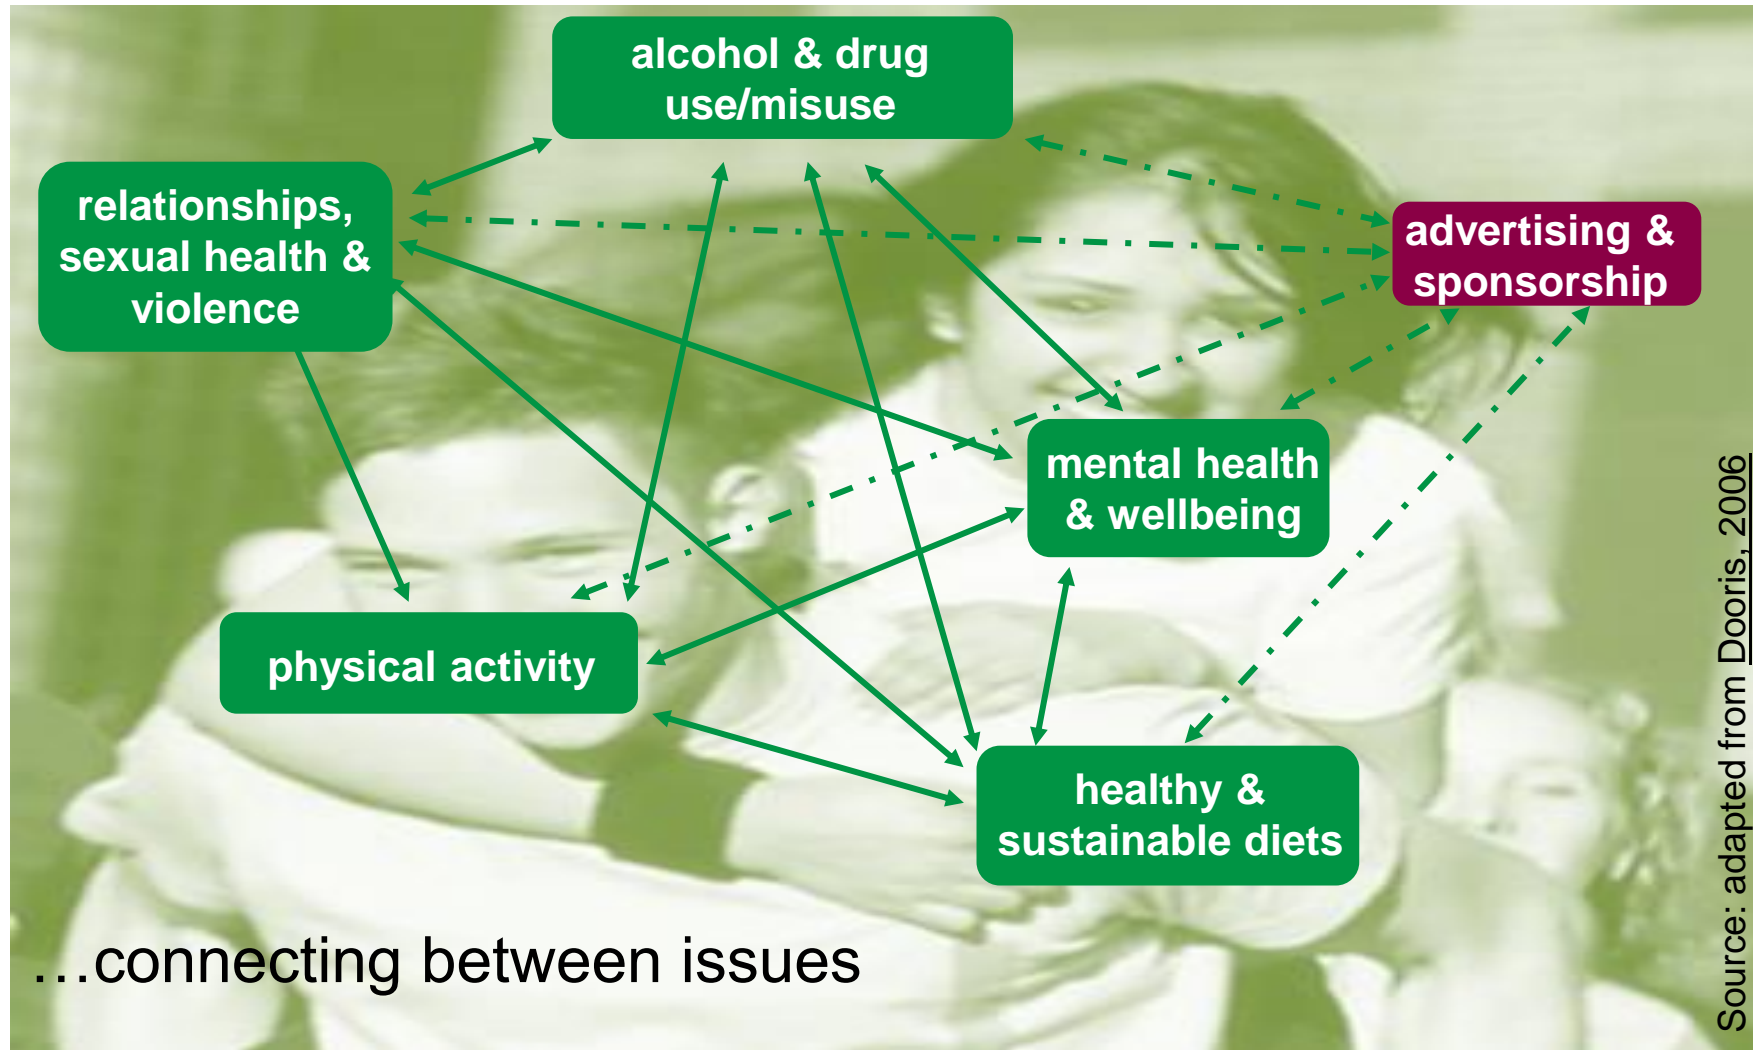 alcohol & drug
use/misuse
relationships,
sexual health &
violence
advertising &
sponsorship
mental health
& wellbeing
physical activity
healthy &
sustainable diets
…connecting between issues
Source: adapted from Dooris, 2006